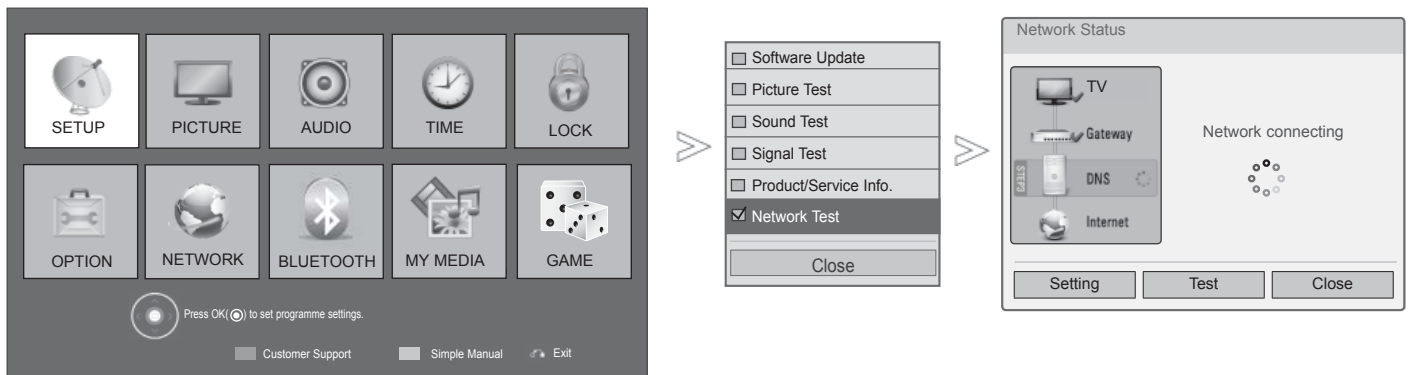 SETUP
PICTURE
AUDIO
TIME
LOCK
OPTION
NETWORK
BLUETOOTH
MY MEDIA
GAME
Press OK( ) to set programme settings.
Customer Support
Simple Manual
Exit
Software Update
Picture Test
Sound Test
Signal Test
Product/Service Info.
Network Test
Close
Network Status
TV
Gateway
STEP3
DNS
Internet
Network connecting
Setting
Test
Close